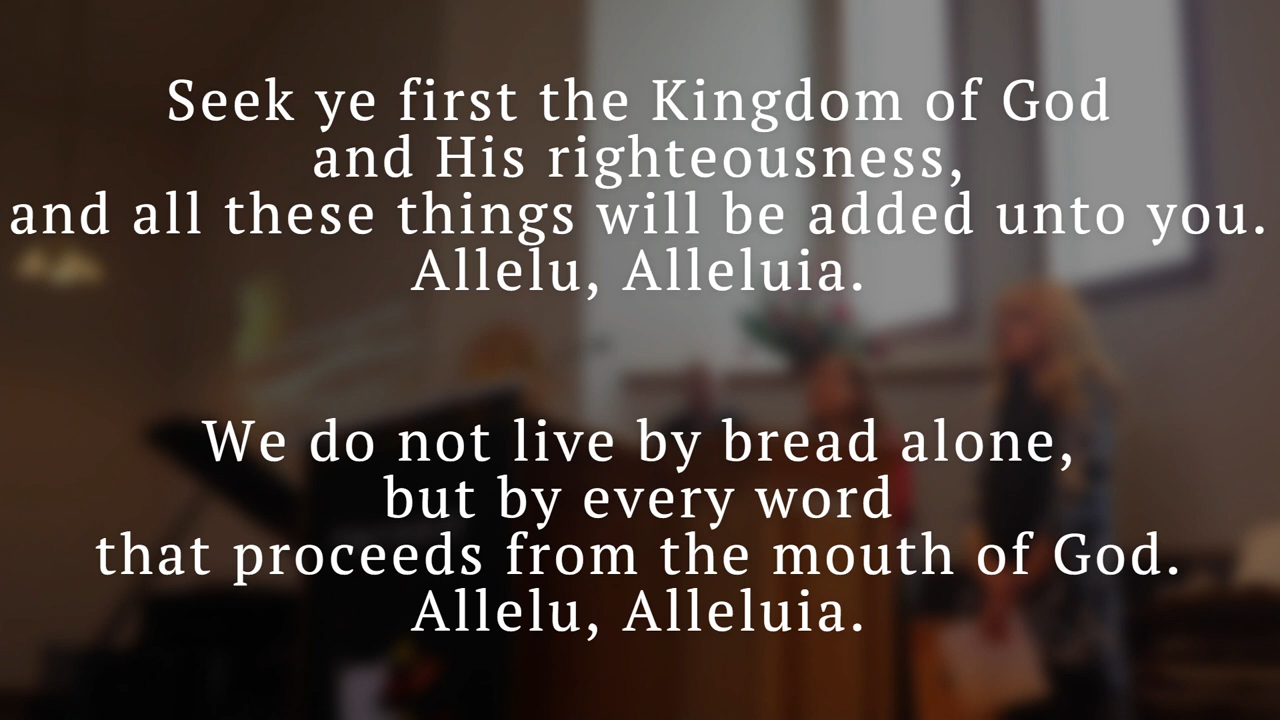 Seek ye first the Kingdom of God
and His righteousness,
and all these things will be added unto you.
Allelu, Alleluia.
We do not live by bread alone,
but by every word
that proceeds from the mouth of God.
Allelu, Alleluia.